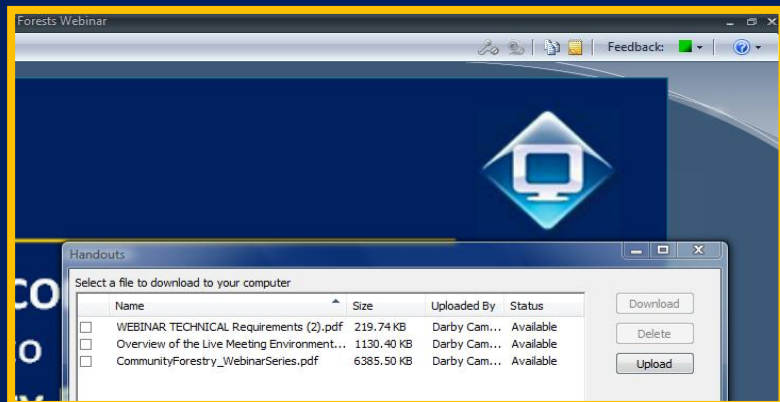 Forests Webinar
Feedback:
Handouts
Select a file to download to your computer
Name Size Uploaded By Status
WEBINAR TECHNICAL Requirements (2).pdf 219.74 KB Darby Cam... Available
Overview of the Live Meeting Environment... 1130.40 KB Darby Cam... Available
CommunityForestry_WebinarSeries.pdf 6385.50 KB Darby Cam... Available
Download
Delete
Upload
co
o